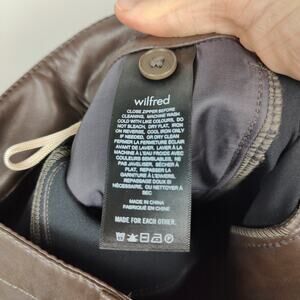 wilfred
CLOSE ZIPPER BEFORE
CLEANING, MACHINE WASH
COLD WITH LIKE COLOURS, DO
NOT BLEACH, DRY FLAT, IRON
ON REVERSE, COOL IRON ONLY
IF NEEDED, OR DRY CLEAN
FERMER LA FERMETURE ÉCLAIR
AVANT DE LAVER, LAVER À LA
MACHINE À L'EAU FROIDE AVEC
COULEURS SEMBLABLES, NE
PAS JAVELLISER, SÉCHER À
PLAT, REPASSER LA
GARNITURE À L'ENVERS,
REPASSAGE DOUX SI
NÉCESSAIRE, OU NETTOYER À
SEC
MADE IN CHINA
FABRIQUÉ EN CHINE
MADE FOR EACH OTHER.